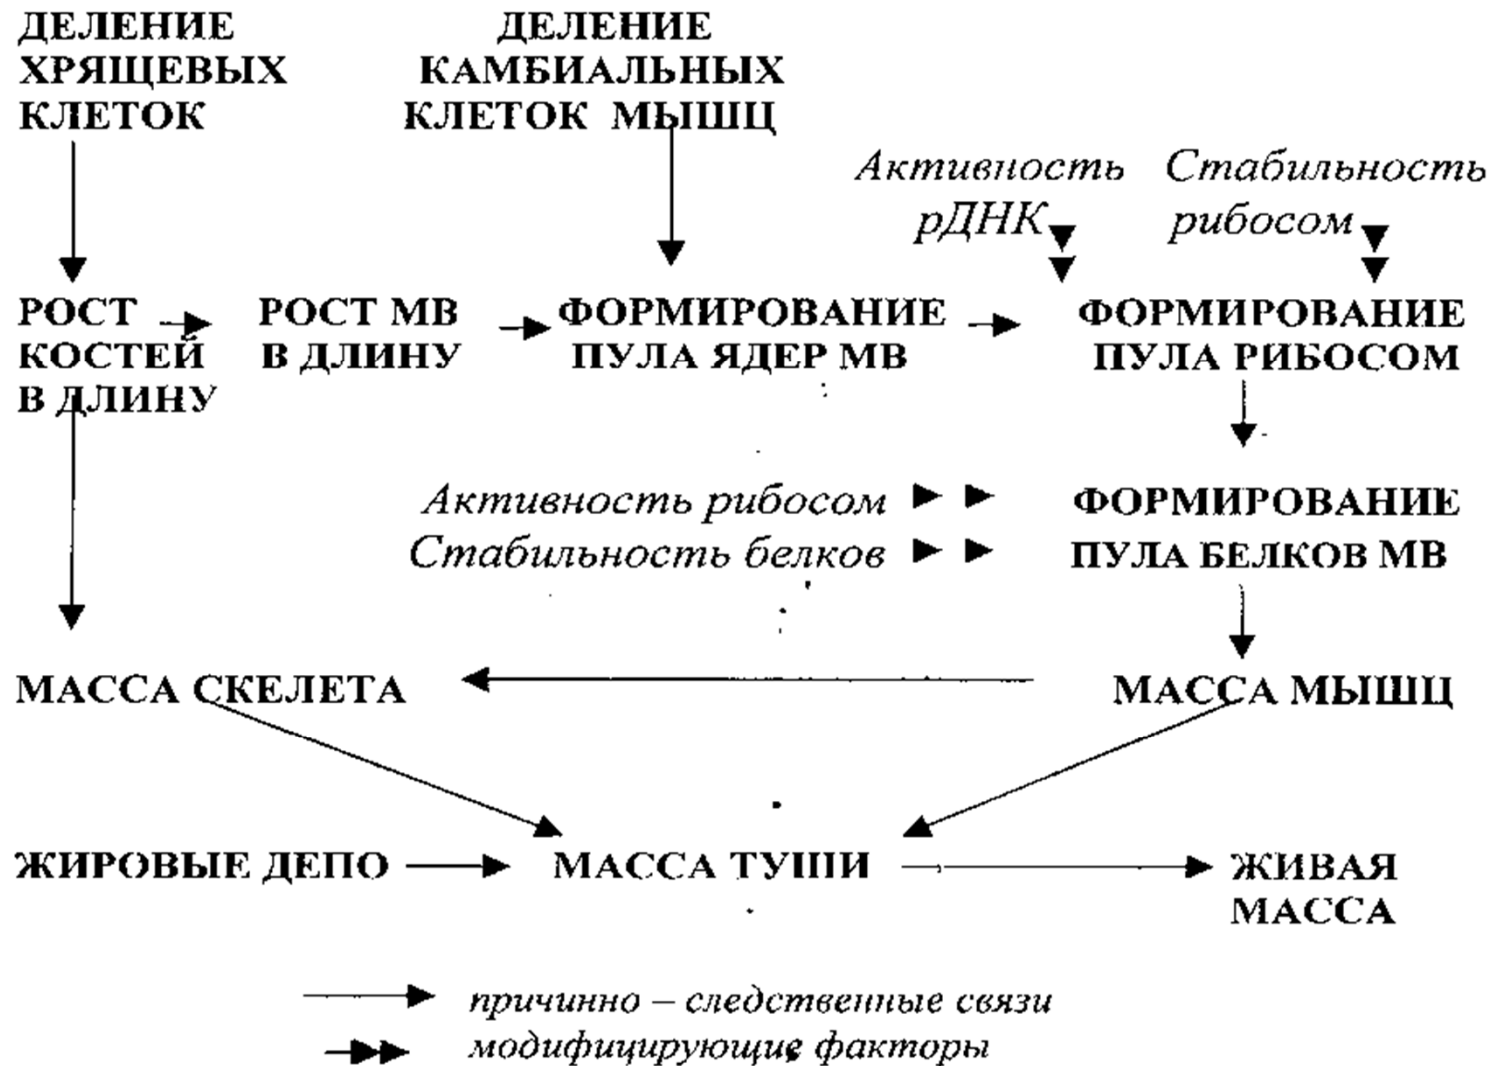 ДЕЛЕНИЕ
ХРЯЩЕВЫХ
КЛЕТОК
ДЕЛЕНИЕ
КАМБИАЛЬНЫХ
КЛЕТОК МЫШЦ
Активность
рДНК
Стабильность
рибосом
РОСТ
КОСТЕЙ
В ДЛИНУ
РОСТ МВ
В ДЛИНУ
ФОРМИРОВАНИЕ
ПУЛА ЯДЕР МВ
ФОРМИРОВАНИЕ
ПУЛА РИБОСОМ
Активность рибосом
Стабильность белков
ФОРМИРОВАНИЕ
ПУЛА БЕЛКОВ МВ
МАССА СКЕЛЕТА
МАССА МЫШЦ
ЖИРОВЫЕ ДЕПО
МАССА ТУШИ
ЖИВАЯ
МАССА
причинно – следственные связи
модифицирующие факторы